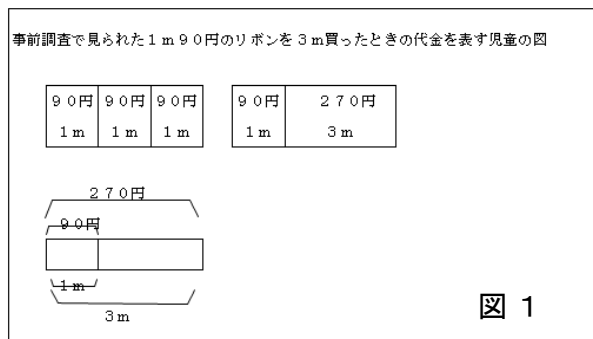 事前調査で見られた1m90円のリボンを3m買ったときの代金を表す児童の図
90円 90円 90円 90円 270円
1m 1m 1m 1m 3m
270円
90円
1m
3m
図 1